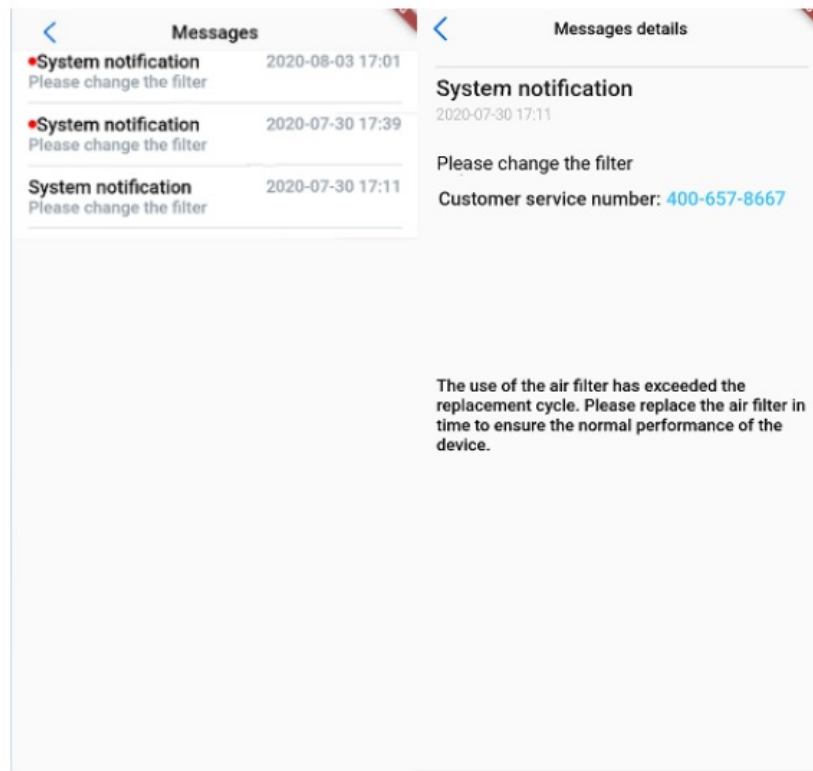 Messages
•System notification 2020-08-03 17:01
Please change the filter
•System notification 2020-07-30 17:39
Please change the filter
System notification 2020-07-30 17:11
Please change the filter
Messages details
System notification
2020-07-30 17:11
Please change the filter
Customer service number: 400-657-8667
The use of the air filter has exceeded the
replacement cycle. Please replace the air filter in
time to ensure the normal performance of the
device.